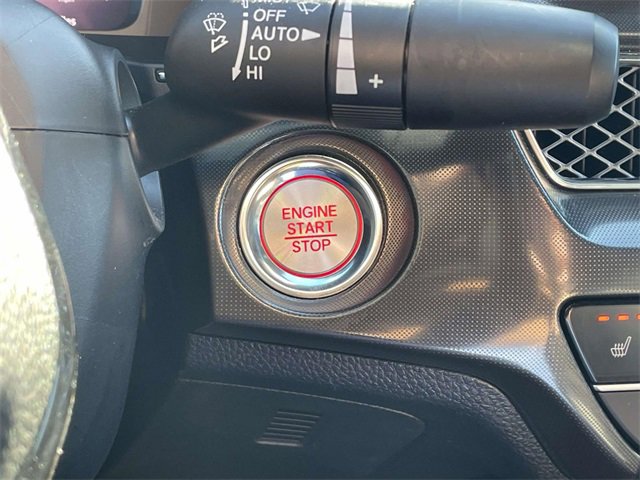 OFF
AUTO
LO
HI
+
ENGINE
START
STOP